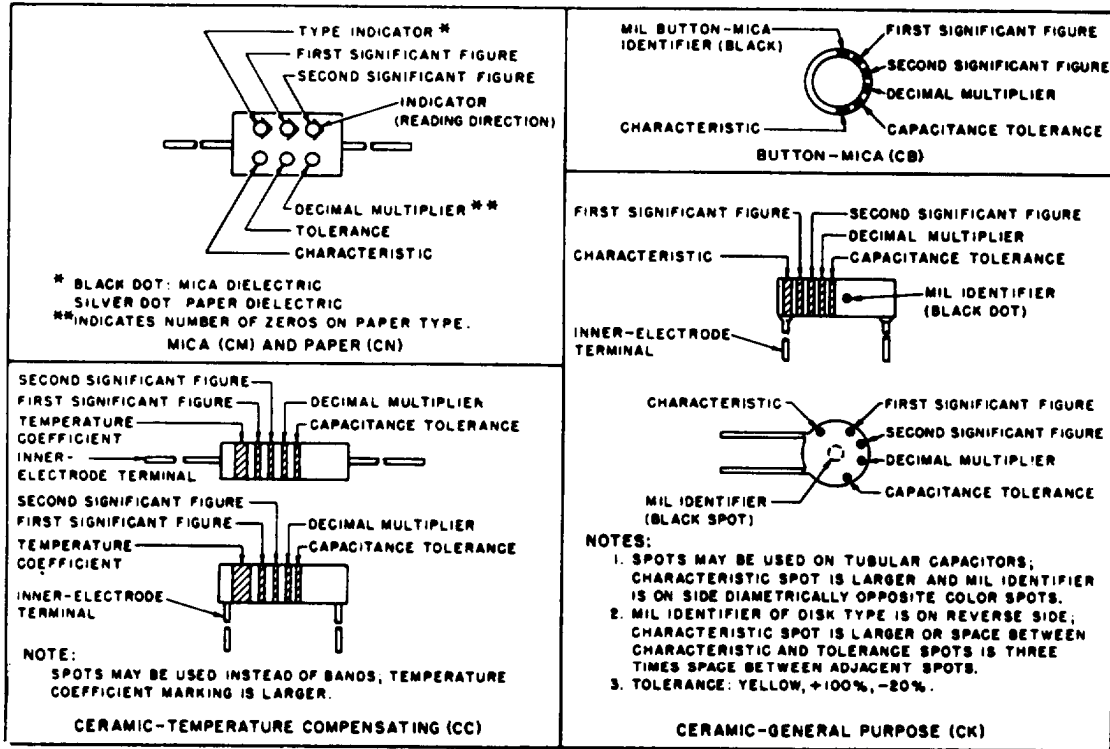 TYPE INDICATOR *
FIRST SIGNIFICANT FIGURE
SECOND SIGNIFICANT FIGURE
INDICATOR
(READING DIRECTION)
DECIMAL MULTIPLIER **
TOLERANCE
CHARACTERISTIC
* BLACK DOT: MICA DIELECTRIC
SILVER DOT PAPER DIELECTRIC
** INDICATES NUMBER OF ZEROS ON PAPER TYPE.
MICA (CM) AND PAPER (CN)
MIL BUTTON-MICA
IDENTIFIER (BLACK)
FIRST SIGNIFICANT FIGURE
SECOND SIGNIFICANT FIGURE
DECIMAL MULTIPLIER
CHARACTERISTIC
CAPACITANCE TOLERANCE
BUTTON-MICA (CB)
SECOND SIGNIFICANT FIGURE
FIRST SIGNIFICANT FIGURE
DECIMAL MULTIPLIER
TEMPERATURE
COEFFICIENT
CAPACITANCE TOLERANCE
INNER-
ELECTRODE TERMINAL
SECOND SIGNIFICANT FIGURE
FIRST SIGNIFICANT FIGURE
DECIMAL MULTIPLIER
TEMPERATURE
COEFFICIENT
CAPACITANCE TOLERANCE
INNER-ELECTRODE
TERMINAL
NOTE:
SPOTS MAY BE USED INSTEAD OF BANDS; TEMPERATURE
COEFFICIENT MARKING IS LARGER.
CERAMIC-TEMPERATURE COMPENSATING (CC)
FIRST SIGNIFICANT FIGURE
SECOND SIGNIFICANT FIGURE
DECIMAL MULTIPLIER
CHARACTERISTIC
CAPACITANCE TOLERANCE
MIL IDENTIFIER
(BLACK DOT)
INNER-ELECTRODE
TERMINAL
CHARACTERISTIC
FIRST SIGNIFICANT FIGURE
SECOND SIGNIFICANT FIGURE
DECIMAL MULTIPLIER
CAPACITANCE TOLERANCE
MIL IDENTIFIER
(BLACK SPOT)
NOTES:
1. SPOTS MAY BE USED ON TUBULAR CAPACITORS;
CHARACTERISTIC SPOT IS LARGER AND MIL IDENTIFIER
IS ON SIDE DIAMETRICALLY OPPOSITE COLOR SPOTS.
2. MIL IDENTIFIER OF DISK TYPE IS ON REVERSE SIDE;
CHARACTERISTIC SPOT IS LARGER OR SPACE BETWEEN
CHARACTERISTIC AND TOLERANCE SPOTS IS THREE
TIMES SPACE BETWEEN ADJACENT SPOTS.
3. TOLERANCE: YELLOW, +100%, -20%.
CERAMIC-GENERAL PURPOSE (CK)